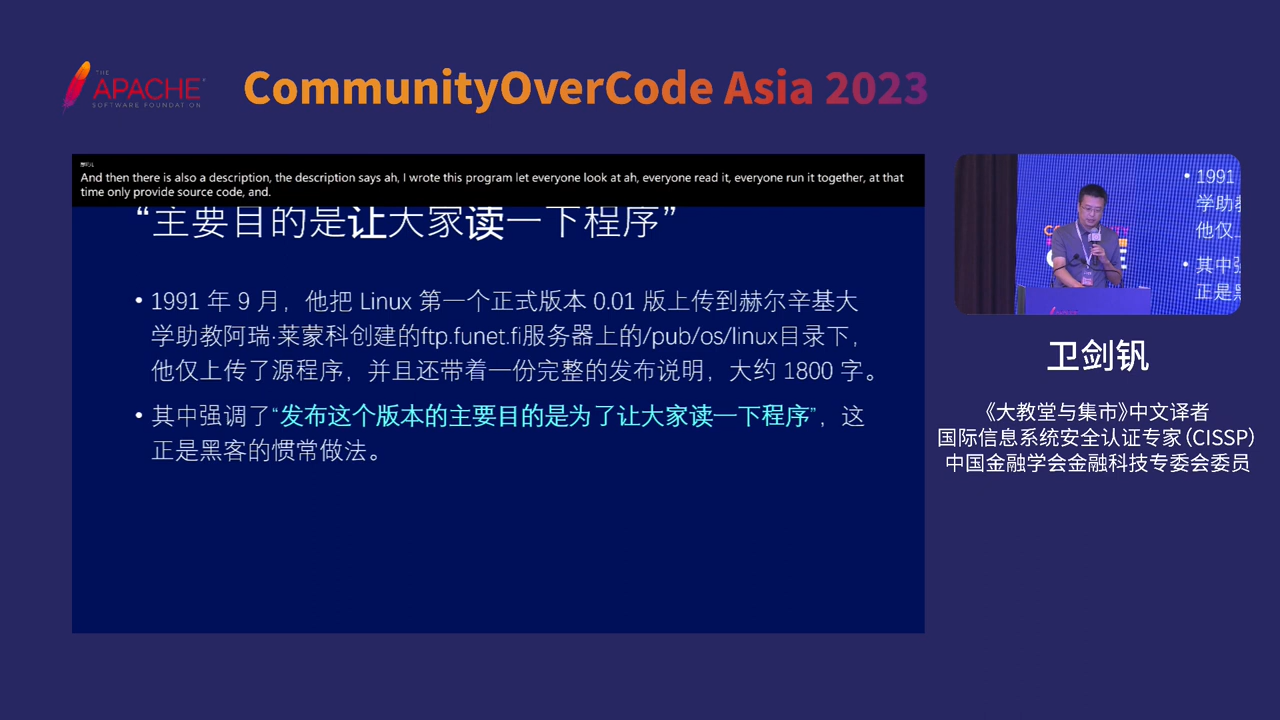 THE
APACHE
SOFTWARE FOUNDATION
CommunityOverCode Asia 2023
And then there is also a description, the description says ah, I wrote this program let everyone look at ah, everyone read it, everyone run it together, at that
time only provide source code, and.
“主要目的是让大家读一下程序”
• 1991 年 9 月，他把 Linux 第一个正式版本 0.01 版上传到赫尔辛基大
学助教阿瑞·莱蒙科创建的ftp.funet.fi服务器上的/pub/os/linux目录下，
他仅上传了源程序，并且还带着一份完整的发布说明，大约 1800 字。
• 其中强调了“发布这个版本的主要目的是为了让大家读一下程序”，这
正是黑客的惯常做法。
• 1991
学助
他仅
• 其中
正是
卫剑钒
《大教堂与集市》中文译者
国际信息系统安全认证专家（CISSP）
中国金融学会金融科技专委会委员